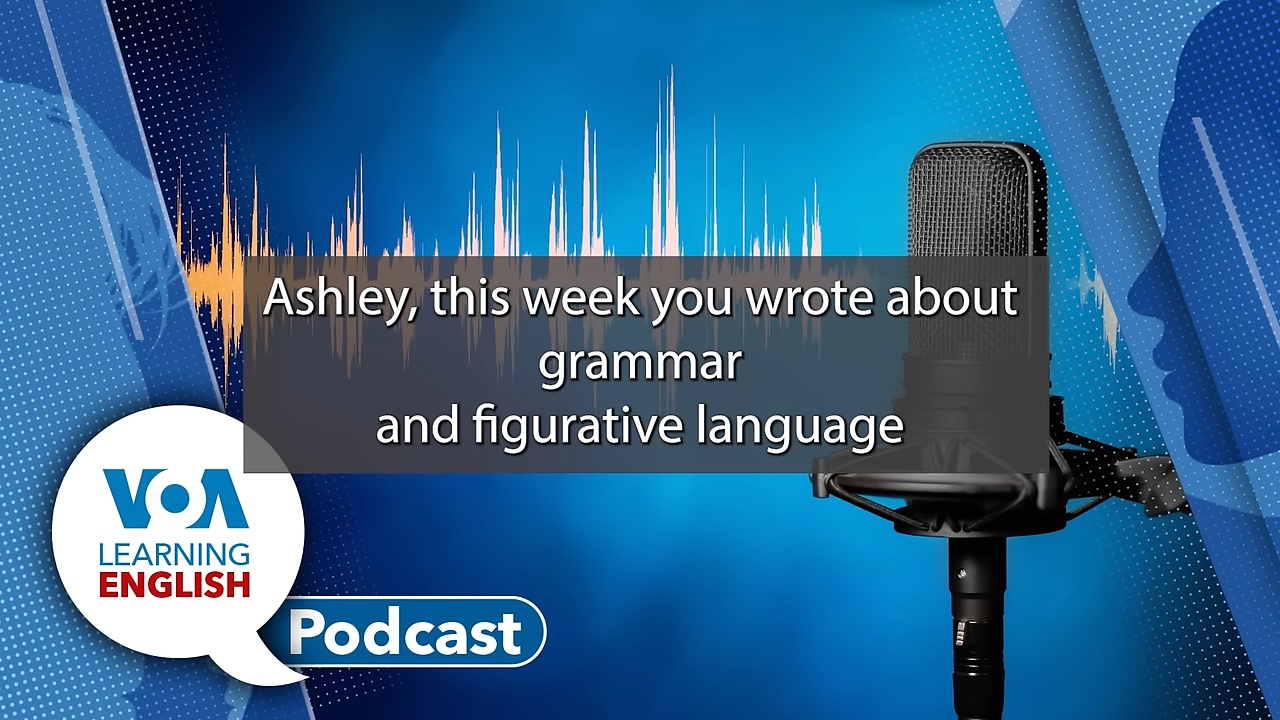 Ashley, this week you wrote about
grammar
and figurative language
VOA
LEARNING
ENGLISH
Podcast